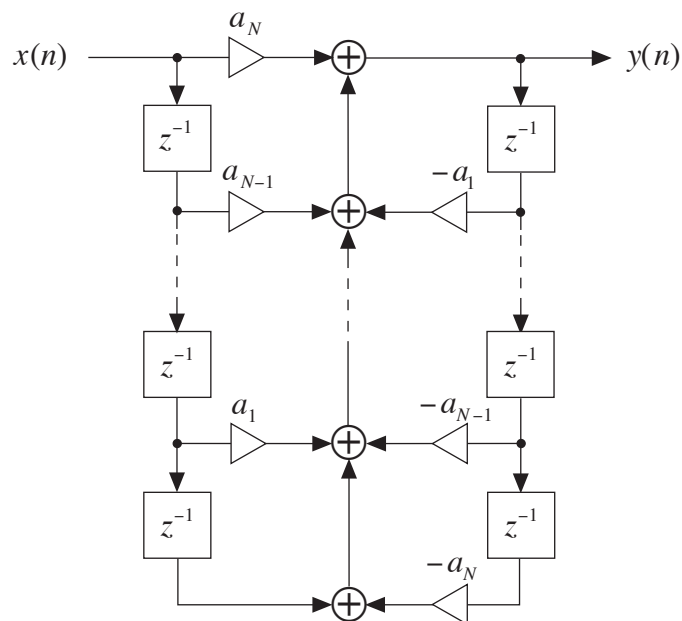 a_N
x(n) y(n)
z^{-1} z^{-1}
a_{N-1} -a_1
z^{-1} z^{-1}
a_1 -a_{N-1}
z^{-1} z^{-1}
-a_N